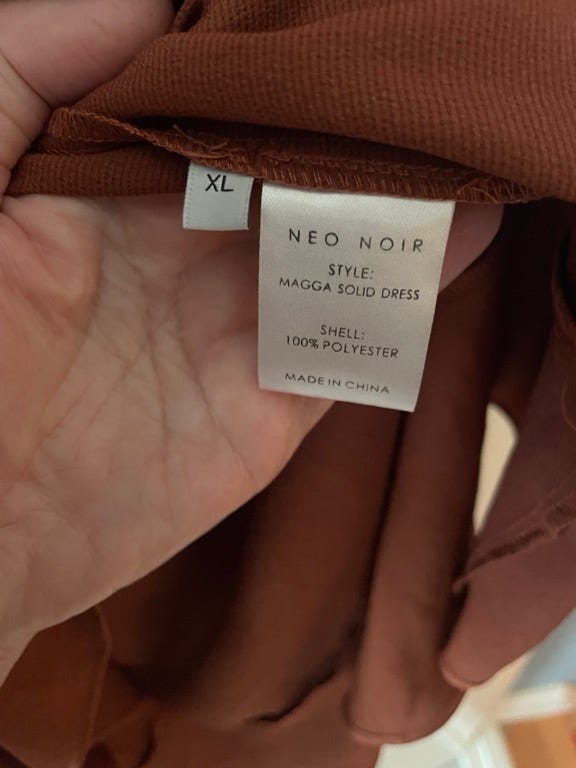 XL
NEO NOIR
STYLE:
MAGGA SOLID DRESS
SHELL:
100% POLYESTER
MADE IN CHINA